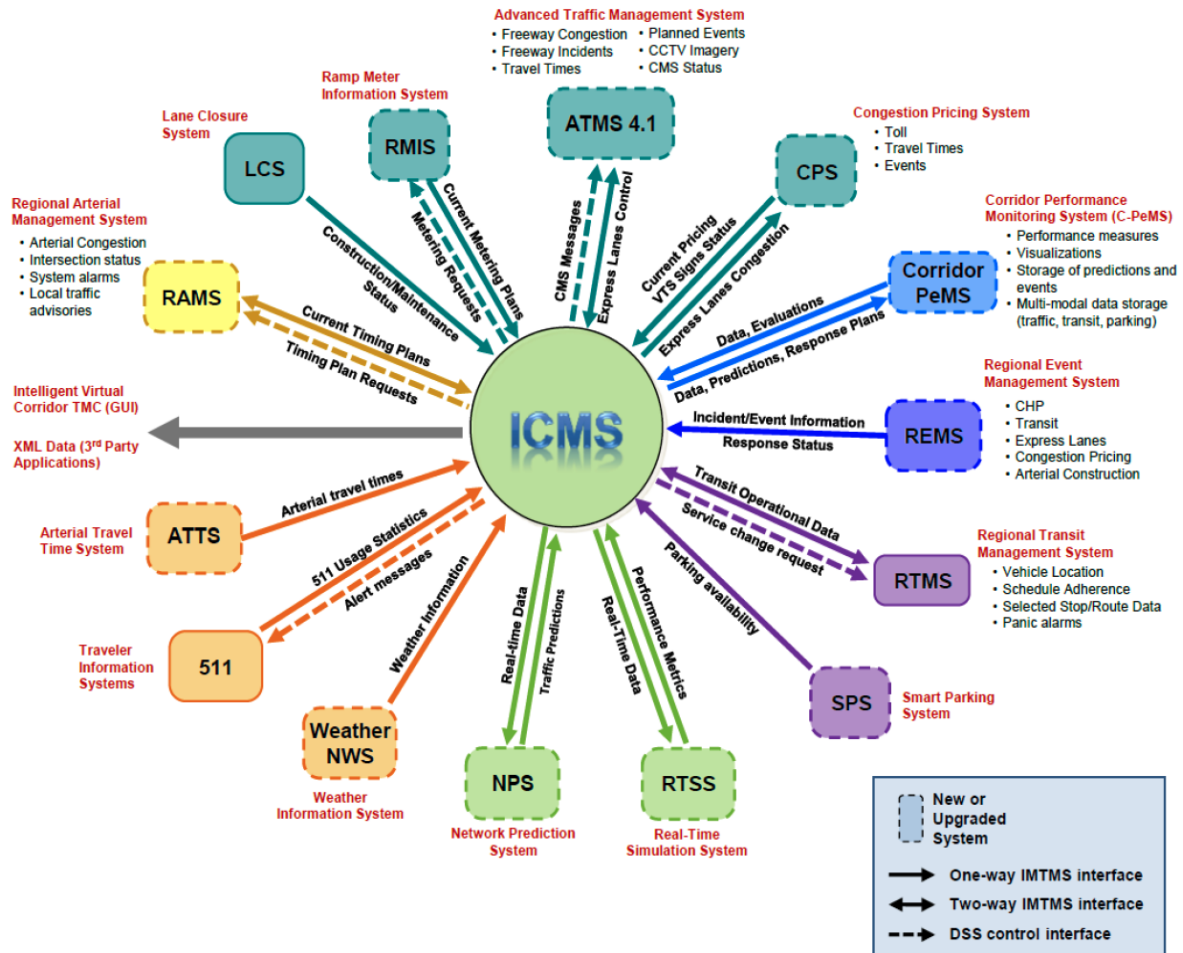 Advanced Traffic Management System
• Freeway Congestion
• Freeway Incidents
• Travel Times
• Planned Events
• CCTV Imagery
• CMS Status
ATMS 4.1
Ramp Meter
Information System
RMIS
Lane Closure
System
LCS
Congestion Pricing System
• Toll
• Travel Times
• Events
CPS
Regional Arterial
Management System
• Arterial Congestion
• Intersection status
• System alarms
• Local traffic
advisories
RAMS
Corridor Performance
Monitoring System (C-PeMS)
• Performance measures
• Visualizations
• Storage of predictions and
events
• Multi-modal data storage
(traffic, transit, parking)
Corridor
PeMS
Construction/Maintenance
Status
Current Metering Plans
Metering Requests
CMS Messages
Express Lanes Control
Current Pricing
VTS Signs Status
Express Lanes Congestion
Data, Evaluations
Data, Predictions, Response Plans
Current Timing Plans
Timing Plan Requests
Intelligent Virtual
Corridor TMC (GUI)
XML Data (3rd Party
Applications)
ICMS
Incident/Event Information
Response Status
REMS
Regional Event
Management System
• CHP
• Transit
• Express Lanes
• Congestion Pricing
• Arterial Construction
Arterial Travel
Time System
ATTS
Arterial travel times
511 Usage Statistics
Alert messages
Traveler
Information
Systems
511
Weather Information
Weather
NWS
Weather
Information System
Real-time Data
Traffic Predictions
NPS
Network Prediction
System
Performance Metrics
Real-Time Data
RTSS
Real-Time
Simulation System
Parking availability
SPS
Smart Parking
System
Transit Operational Data
Service change request
RTMS
Regional Transit
Management System
• Vehicle Location
• Schedule Adherence
• Selected Stop/Route Data
• Panic alarms
New or
Upgraded
System
One-way IMTMS interface
Two-way IMTMS interface
DSS control interface